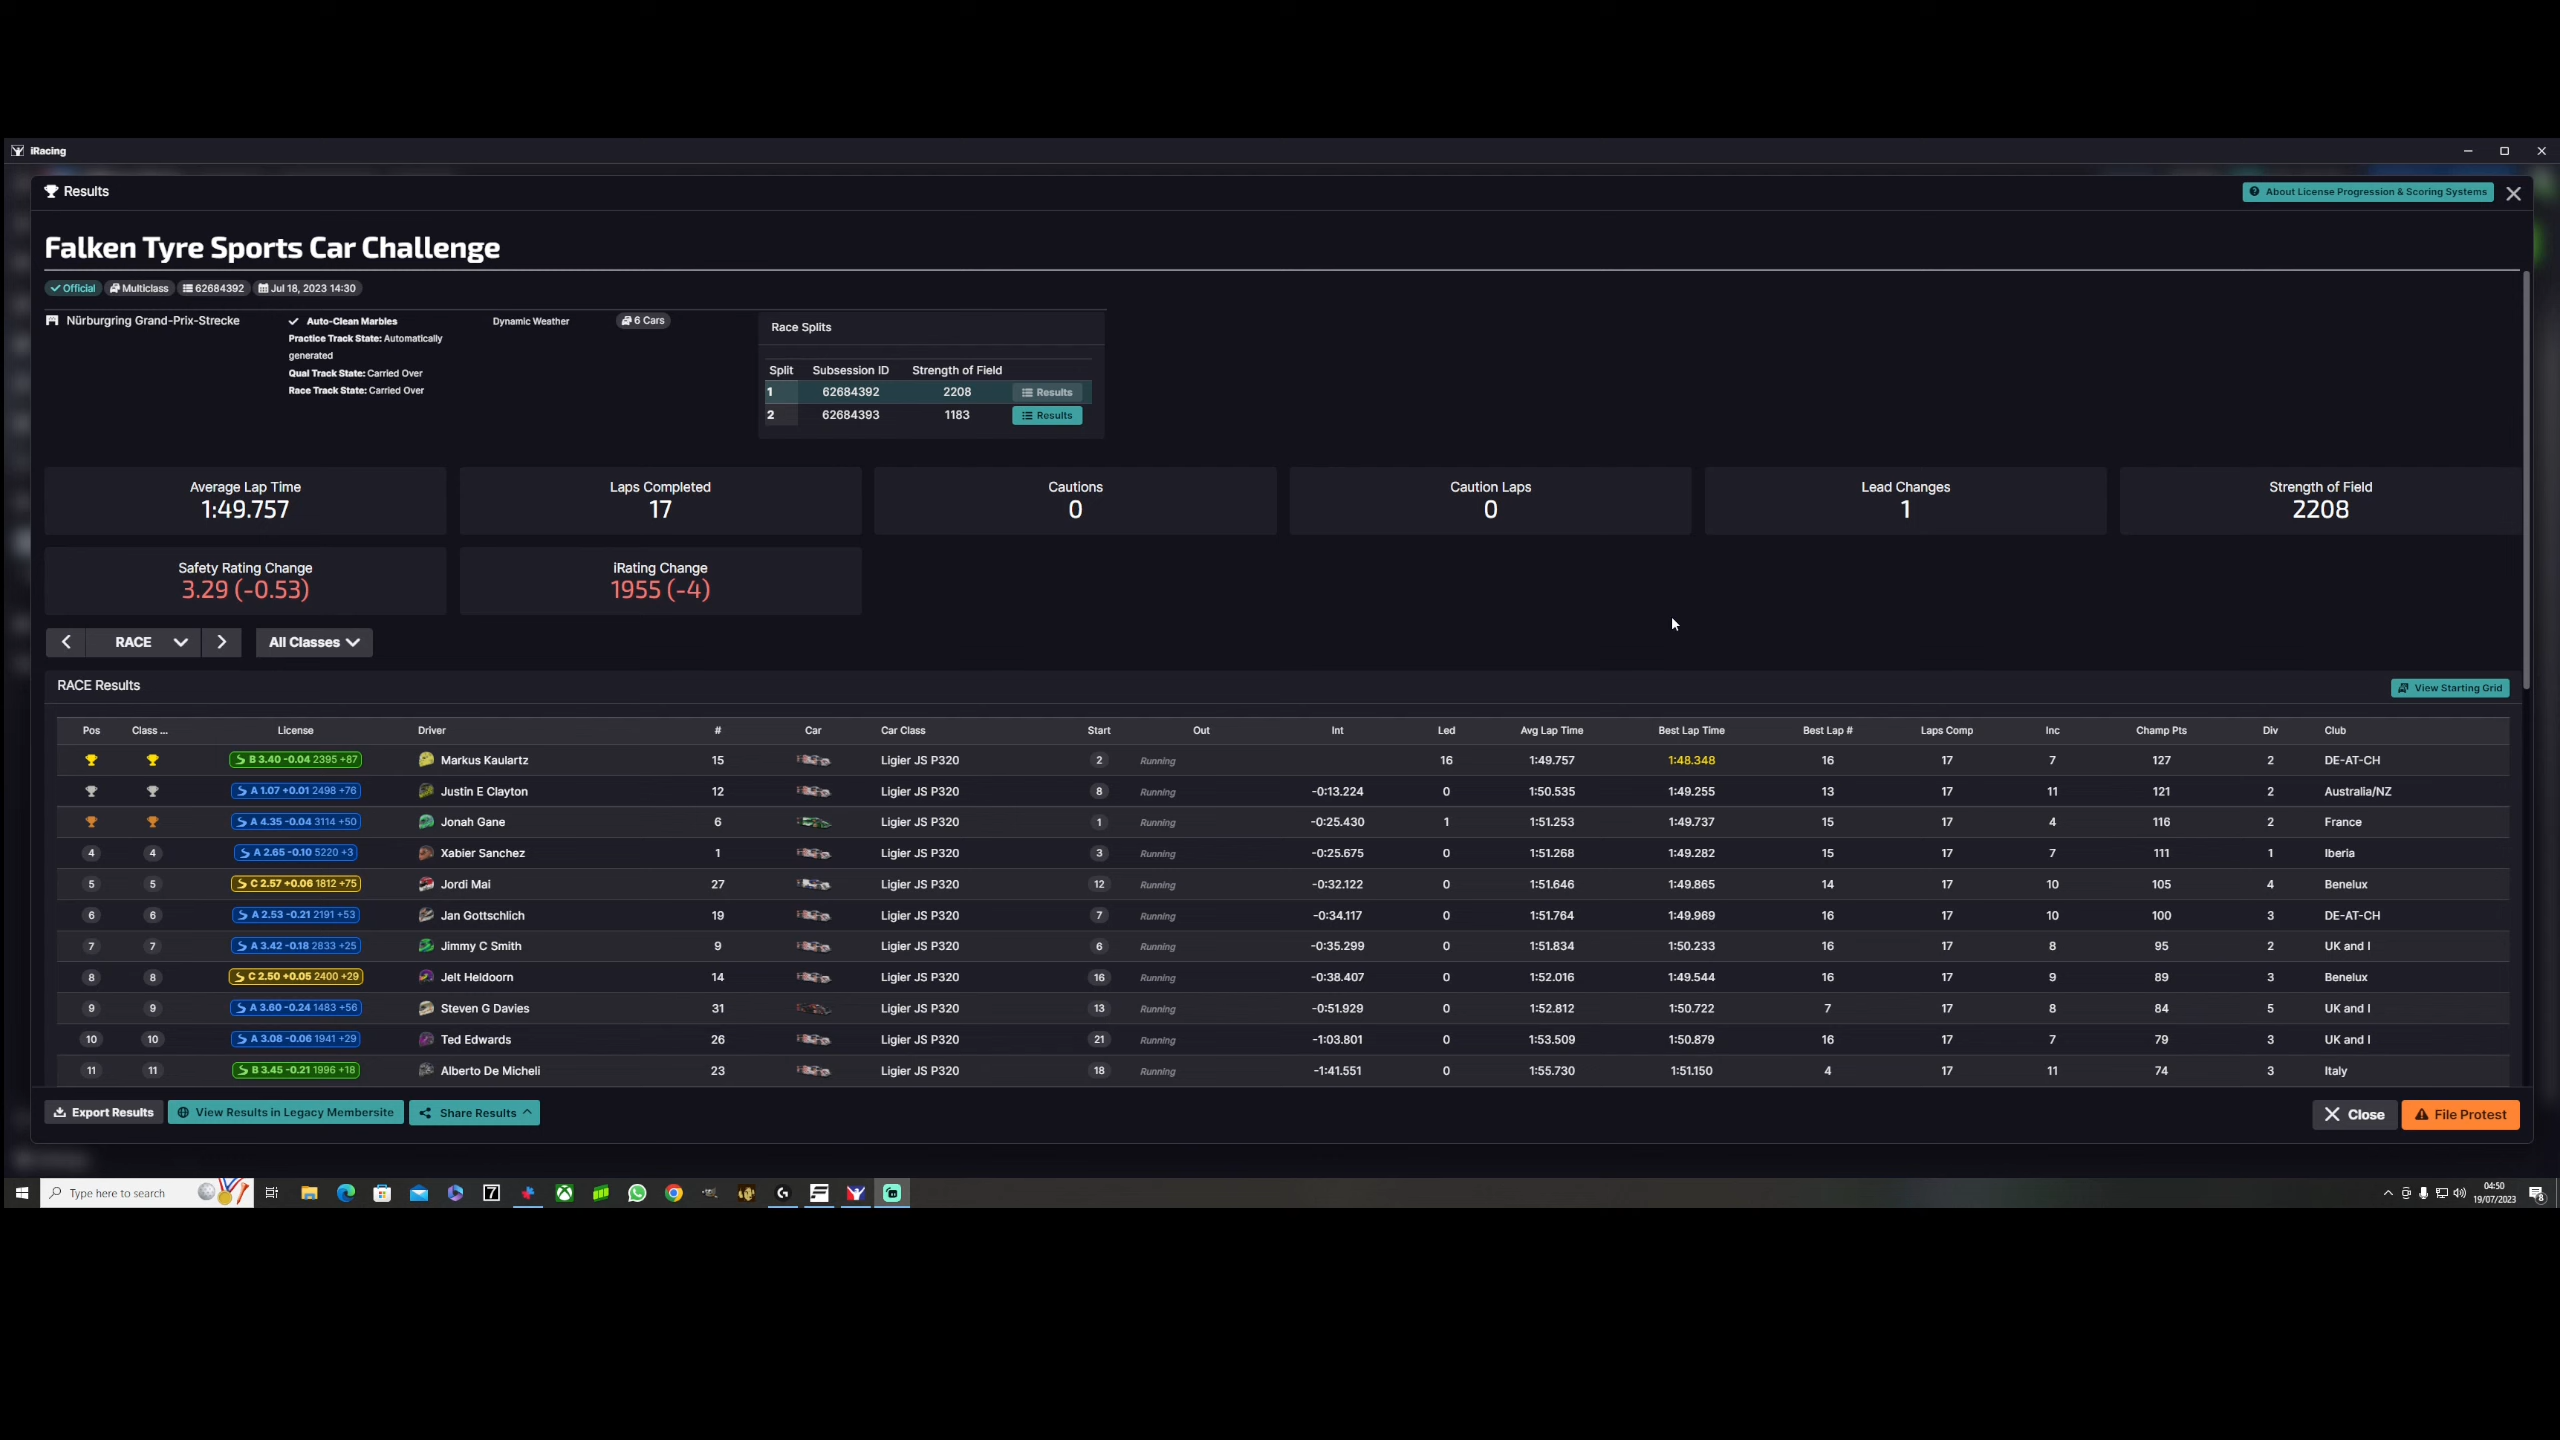 iRacing
Results
About License Progression & Scoring Systems
Falken Tyre Sports Car Challenge
Official Multiclass 62684392 Jul 18, 2023 14:30
Nürburgring Grand-Prix-Strecke
Auto-Clean Marbles
Practice Track State: Automatically
generated
Qual Track State: Carried Over
Race Track State: Carried Over
Dynamic Weather
6 Cars
Race Splits
Split Subsession ID Strength of Field
1 62684392 2208 Results
2 62684393 1183 Results
Average Lap Time
1:49.757
Laps Completed
17
Cautions
0
Caution Laps
0
Lead Changes
1
Strength of Field
2208
Safety Rating Change
3.29 (-0.53)
iRating Change
1955 (-4)
RACE All Classes
RACE Results
View Starting Grid
Pos Class ... License Driver # Car Car Class Start Out Int Led Avg Lap Time Best Lap Time Best Lap # Laps Comp Inc Champ Pts Div Club
B 3.40 -0.04 2395 +87 Markus Kaulartz 15 Ligier JS P320 2 Running 16 1:49.757 1:48.348 16 17 7 127 2 DE-AT-CH
A 1.07 +0.01 2498 +76 Justin E Clayton 12 Ligier JS P320 8 Running -0:13.224 0 1:50.535 1:49.255 13 17 11 121 2 Australia/NZ
A 4.35 -0.04 3114 +50 Jonah Gane 6 Ligier JS P320 1 Running -0:25.430 1 1:51.253 1:49.737 15 17 4 116 2 France
4 4 A 2.65 -0.10 5220 +3 Xabier Sanchez 1 Ligier JS P320 3 Running -0:25.675 0 1:51.268 1:49.282 15 17 7 111 1 Iberia
5 5 C 2.57 +0.06 1812 +75 Jordi Mai 27 Ligier JS P320 12 Running -0:32.122 0 1:51.646 1:49.865 14 17 10 105 4 Benelux
6 6 A 2.53 -0.21 2191 +53 Jan Gottschlich 19 Ligier JS P320 7 Running -0:34.117 0 1:51.764 1:49.969 16 17 10 100 3 DE-AT-CH
7 7 A 3.42 -0.18 2833 +25 Jimmy C Smith 9 Ligier JS P320 6 Running -0:35.299 0 1:51.834 1:50.233 16 17 8 95 2 UK and I
8 8 C 2.50 +0.05 2400 +29 Jelt Heldoorn 14 Ligier JS P320 16 Running -0:38.407 0 1:52.016 1:49.544 16 17 9 89 3 Benelux
9 9 A 3.60 -0.24 1483 +56 Steven G Davies 31 Ligier JS P320 13 Running -0:51.929 0 1:52.812 1:50.722 7 17 8 84 5 UK and I
10 10 A 3.08 -0.06 1941 +29 Ted Edwards 26 Ligier JS P320 21 Running -1:03.801 0 1:53.509 1:50.879 16 17 7 79 3 UK and I
11 11 B 3.45 -0.21 1996 +18 Alberto De Micheli 23 Ligier JS P320 18 Running -1:41.551 0 1:55.730 1:51.150 4 17 11 74 3 Italy
Export Results View Results in Legacy Membersite Share Results Close File Protest
Type here to search
7
04:50
19/07/2023
8